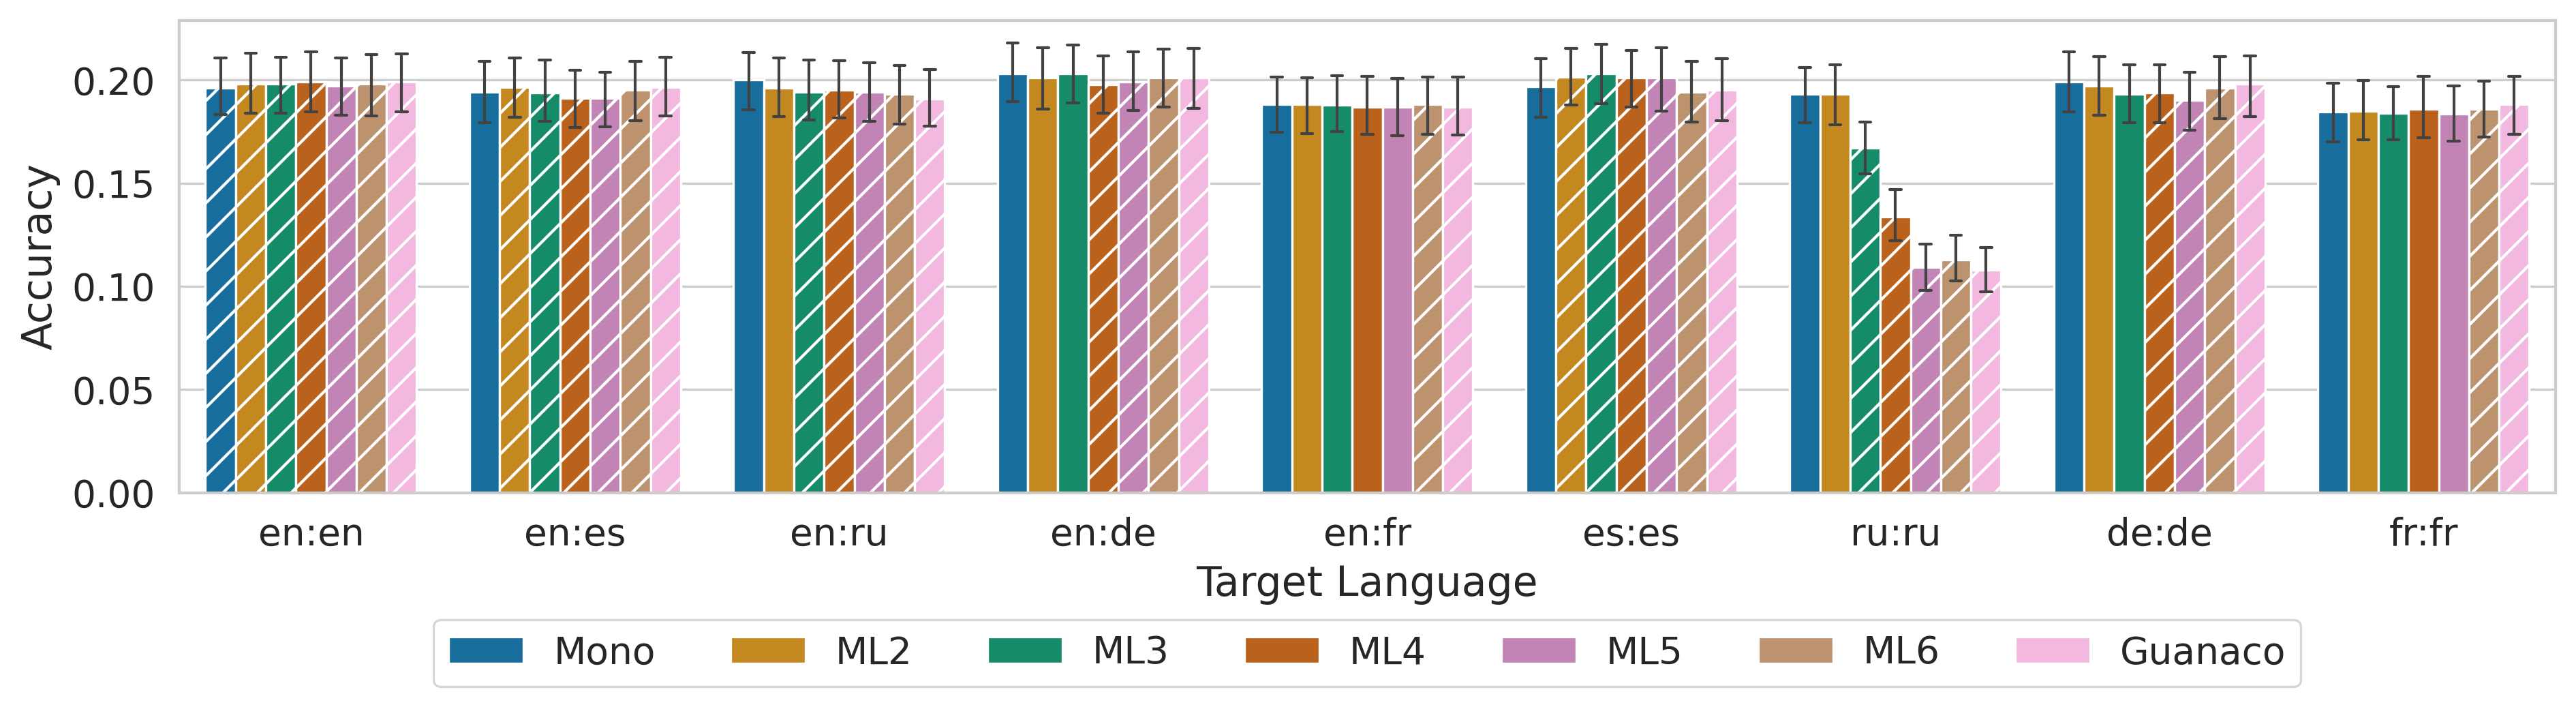 Accuracy
0.20
0.15
0.10
0.05
0.00
en:en en:es en:ru en:de en:fr es:es ru:ru de:de fr:fr
Target Language
Mono ML2 ML3 ML4 ML5 ML6 Guanaco